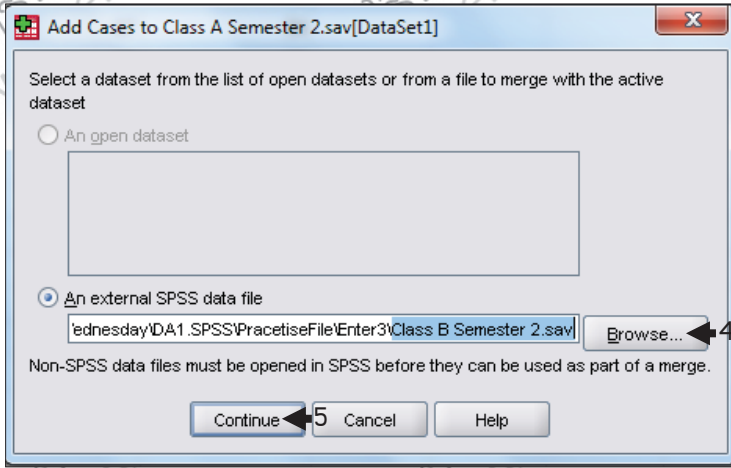 Add Cases to Class A Semester 2.sav[DataSet1]
Select a dataset from the list of open datasets or from a file to merge with the active
dataset
An open dataset
An external SPSS data file
'ednesday\DA1.SPSS\PracetiseFile\Enter3\Class B Semester 2.sav
Browse... 4
Non-SPSS data files must be opened in SPSS before they can be used as part of a merge.
Continue 5 Cancel Help